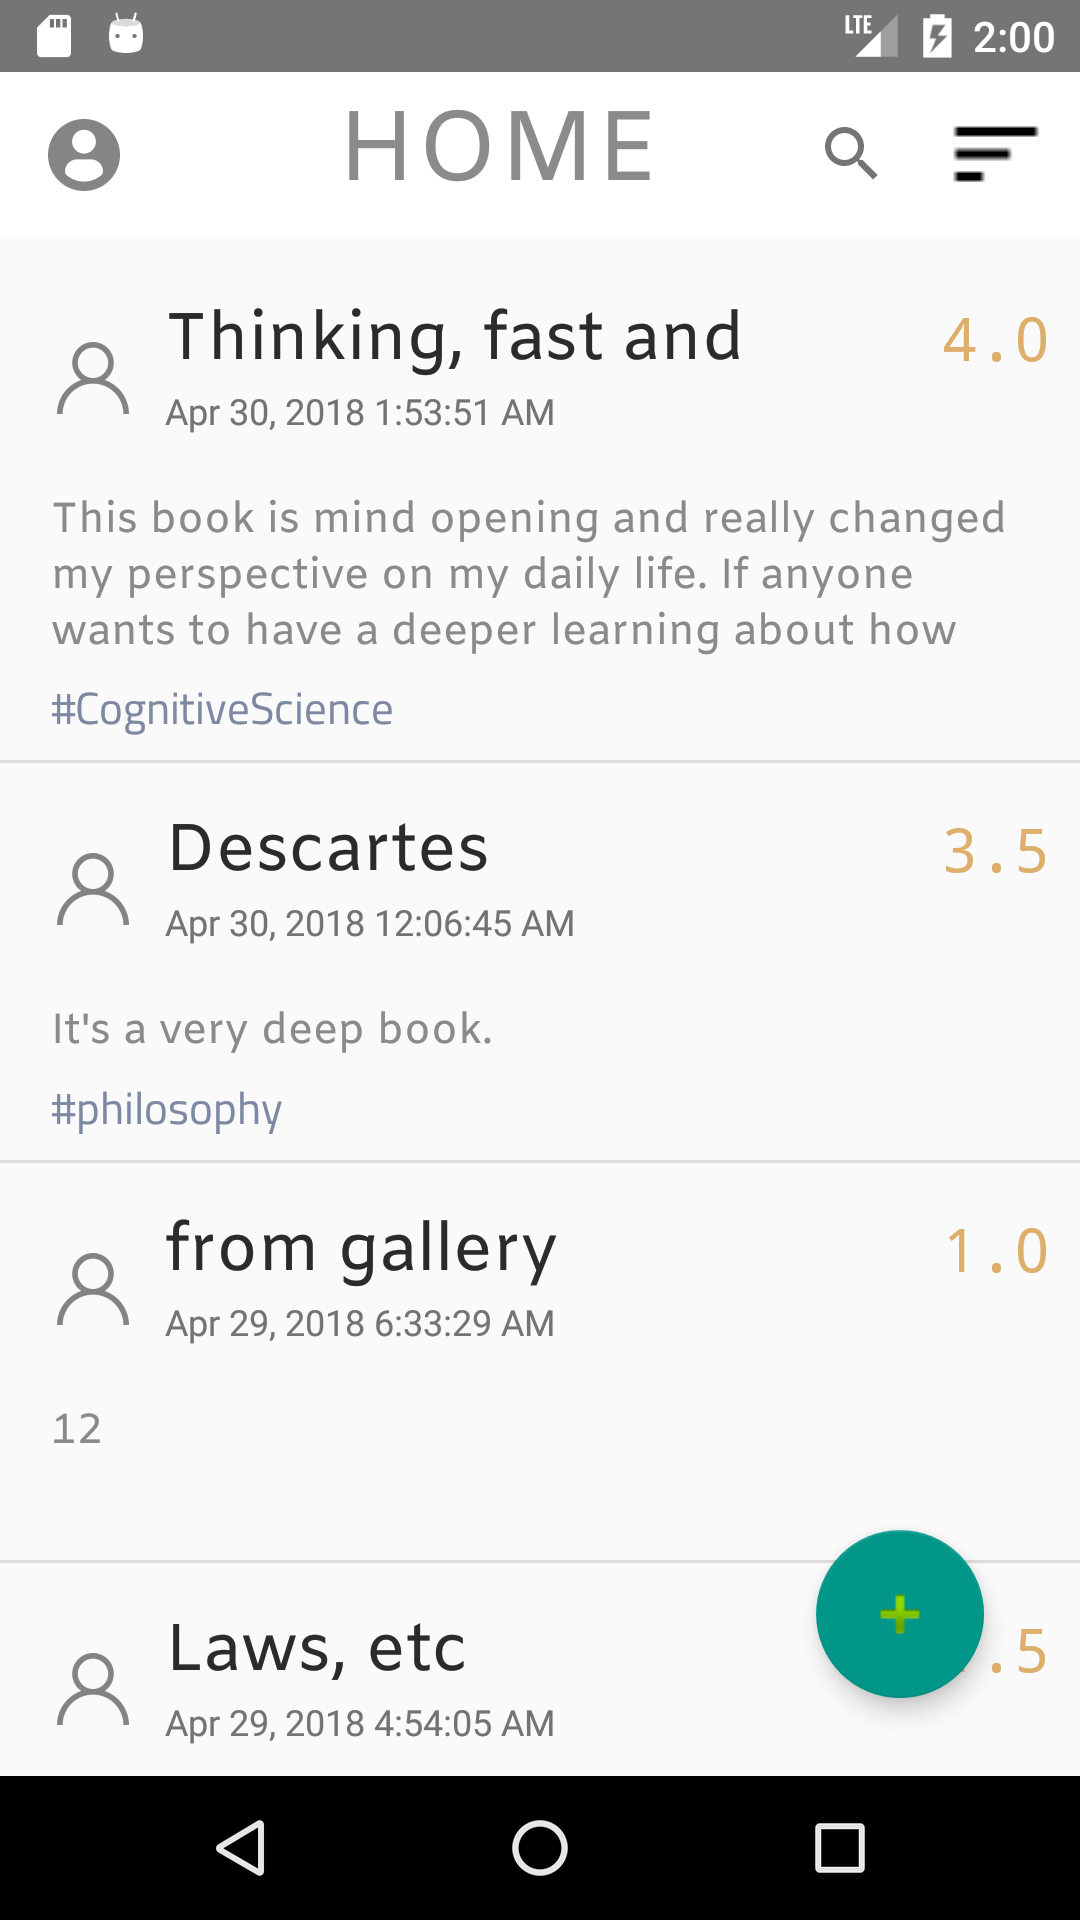 LTE 2:00
HOME
Thinking, fast and 4.0
Apr 30, 2018 1:53:51 AM
This book is mind opening and really changed
my perspective on my daily life. If anyone
wants to have a deeper learning about how
#CognitiveScience
Descartes 3.5
Apr 30, 2018 12:06:45 AM
It's a very deep book.
#philosophy
from gallery 1.0
Apr 29, 2018 6:33:29 AM
12
Laws, etc .5
Apr 29, 2018 4:54:05 AM